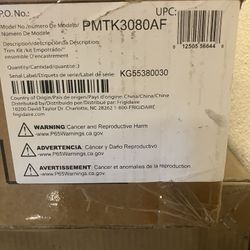 P.O. No.:
UPC:
Model No./número de Modelo/ PMTK3080AF
Numéro De Modèle
12505 56644
Description/descripción/Description
Trim Kit /kit Empotrador/
ensemble D'encastrement
Quantity/Cantidad/quantité:
Serial Label/Etiqueta de serie/Label de série: KG55380030
Country of Origin/País de Origen/Pays d'origine: China/China/Chine
Distributed by/Distribuido por/Distribué par: Frigidaire
10200 David Taylor Dr. Charlotte, NC 28262 1-800-FRIGIDAIRE
frigidaire.com
WARNING: Cancer and Reproductive Harm
www.P65Warnings.ca.gov
ADVERTENCIA: Cáncer y Daño Reproductivo
www.P65Warnings.ca.gov
AVERTISSEMENT: Cancer et anomalies de la reproduction
www.P65Warnings.ca.gov